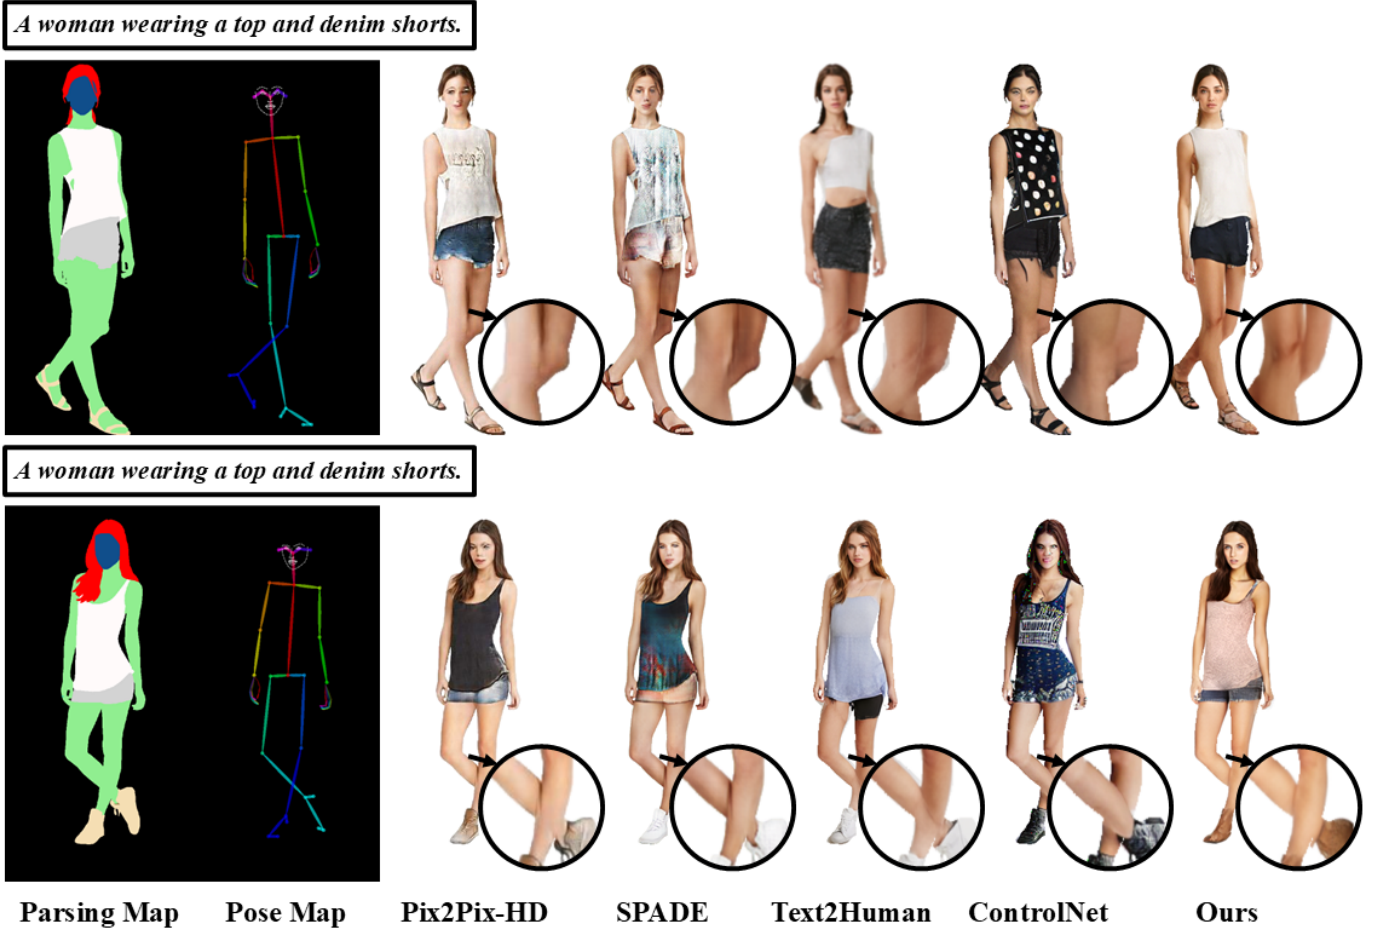 A woman wearing a top and denim shorts.
A woman wearing a top and denim shorts.
Parsing Map Pose Map Pix2Pix-HD SPADE Text2Human ControlNet Ours